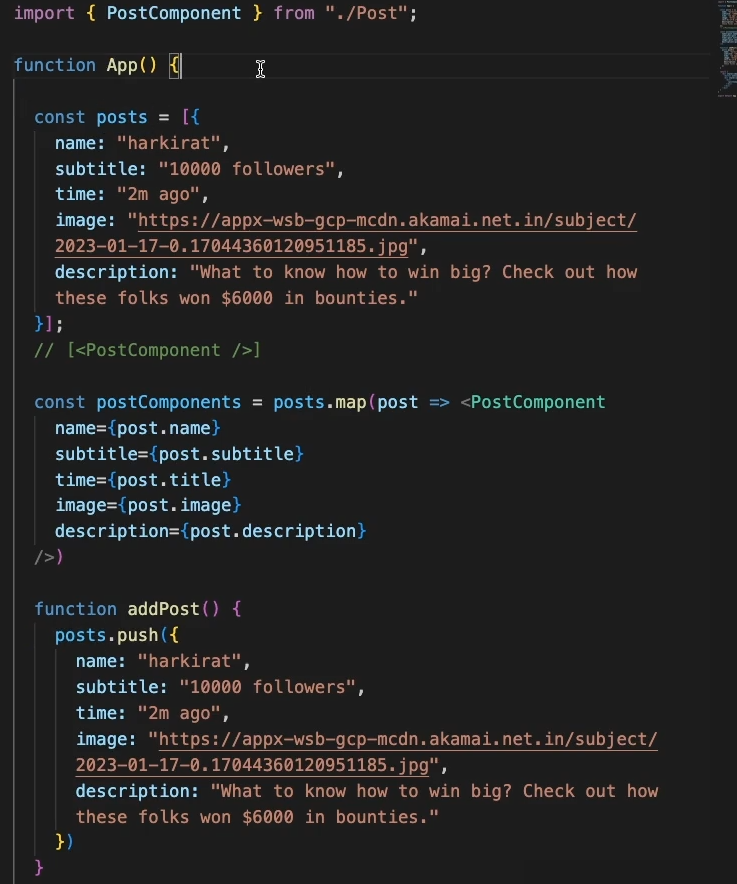 import { PostComponent } from "./Post";
function App() {
const posts = [{
name: "harkirat",
subtitle: "10000 followers",
time: "2m ago",
image: "https://appx-wsb-gcp-mcdn.akamai.net.in/subject/
2023-01-17-0.17044360120951185.jpg",
description: "What to know how to win big? Check out how
these folks won $6000 in bounties."
}];
// [<PostComponent />]
const postComponents = posts.map(post => <PostComponent
name={post.name}
subtitle={post.subtitle}
time={post.title}
image={post.image}
description={post.description}
/>)
function addPost() {
posts.push({
name: "harkirat",
subtitle: "10000 followers",
time: "2m ago",
image: "https://appx-wsb-gcp-mcdn.akamai.net.in/subject/
2023-01-17-0.17044360120951185.jpg",
description: "What to know how to win big? Check out how
these folks won $6000 in bounties."
})
}